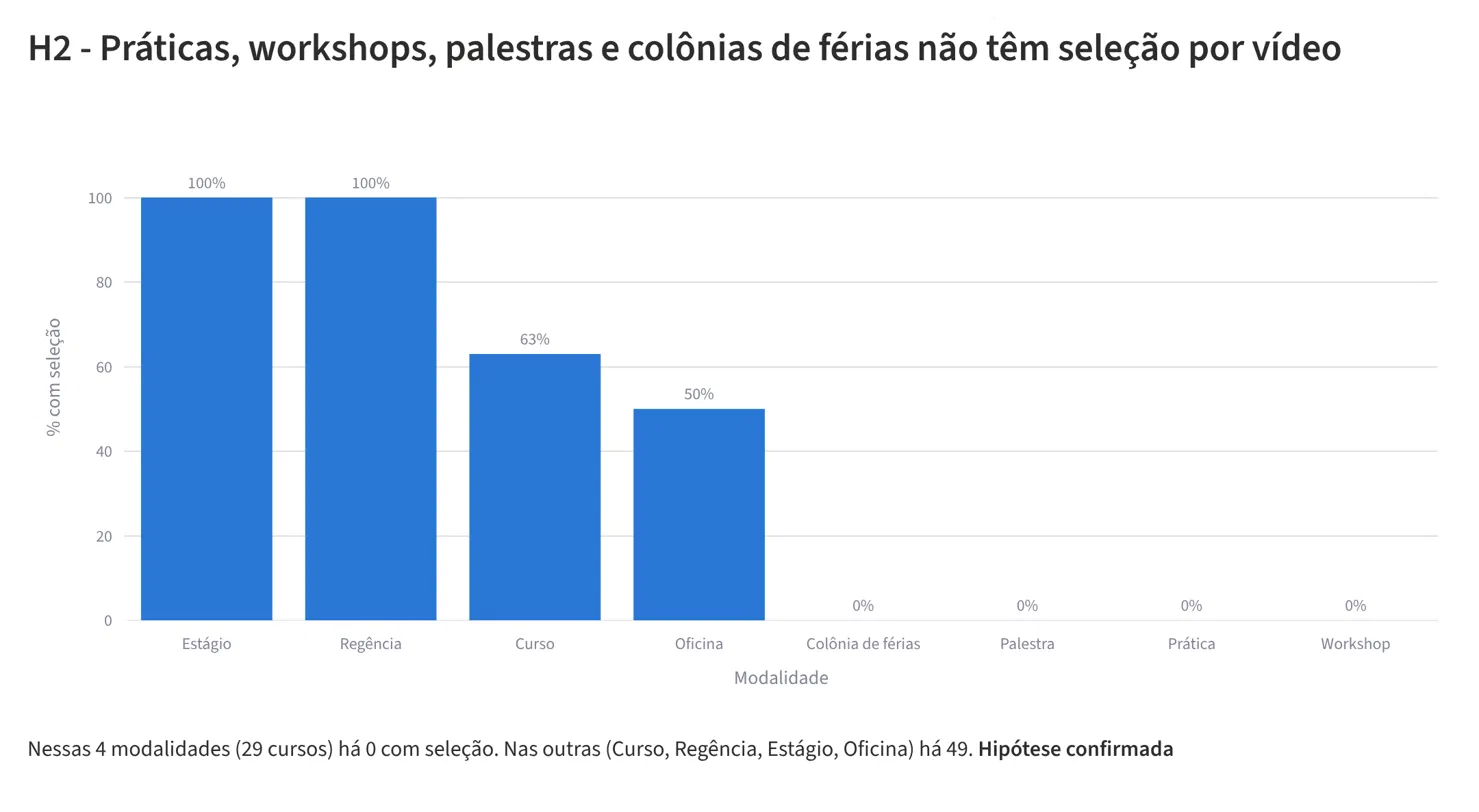 H2 - Práticas, workshops, palestras e colônias de férias não têm seleção por vídeo
100%
100%
63%
50%
0%
0%
0%
0%
100
80
60
40
20
0
% com seleção
Estágio
Regência
Curso
Oficina
Colônia de férias
Palestra
Prática
Workshop
Modalidade
Nessas 4 modalidades (29 cursos) há 0 com seleção. Nas outras (Curso, Regência, Estágio, Oficina) há 49. Hipótese confirmada